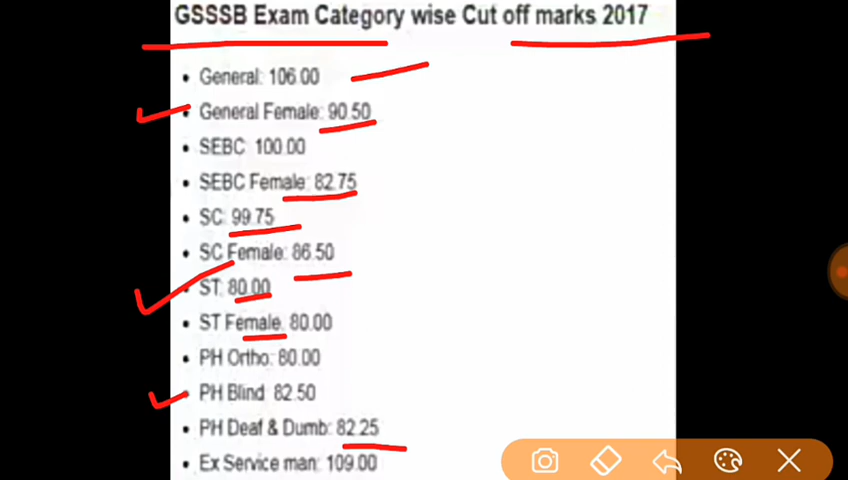 GSSSB Exam Category wise Cut off marks 2017
• General: 106.00
• General Female: 90.50
• SEBC: 100.00
• SEBC Female: 82.75
• SC: 99.75
• SC Female: 86.50
• ST: 80.00
• ST Female: 80.00
• PH Ortho: 80.00
• PH Blind: 82.50
• PH Deaf & Dumb: 82.25
• Ex Service man: 109.00